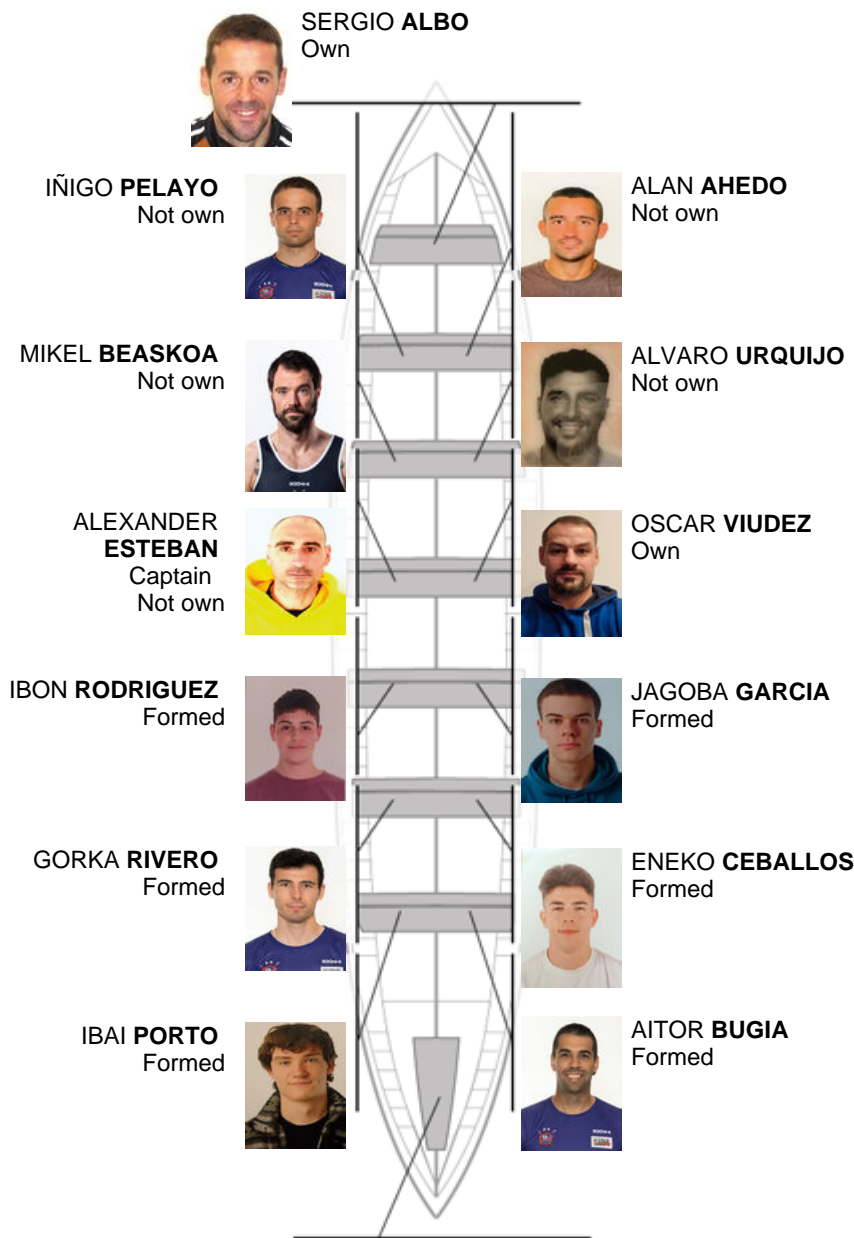 SERGIO ALBO
Own
IÑIGO PELAYO
Not own
ALAN AHEDO
Not own
MIKEL BEASKOA
Not own
ALVARO URQUIJO
Not own
ALEXANDER
ESTEBAN
Captain
Not own
OSCAR VIUDEZ
Own
IBON RODRIGUEZ
Formed
JAGOBA GARCIA
Formed
GORKA RIVERO
Formed
ENEKO CEBALLOS
Formed
IBAI PORTO
Formed
AITOR BUGIA
Formed